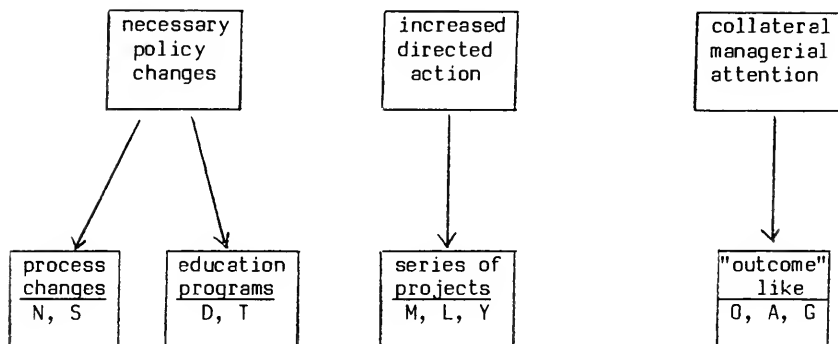 necessary
policy
changes
increased
directed
action
collateral
managerial
attention
process
changes
N, S
education
programs
D, T
series of
projects
M, L, Y
"outcome"
like
O, A, G